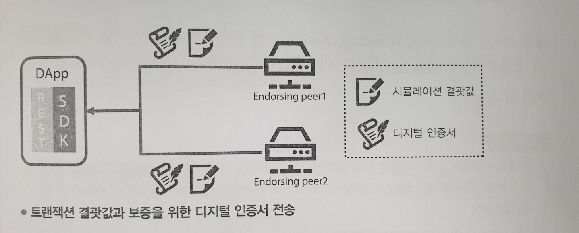 DApp
REST
SDK
Endorsing peer1
Endorsing peer2
시뮬레이션 결괏값
디지털 인증서
• 트랜잭션 결괏값과 보증을 위한 디지털 인증서 전송